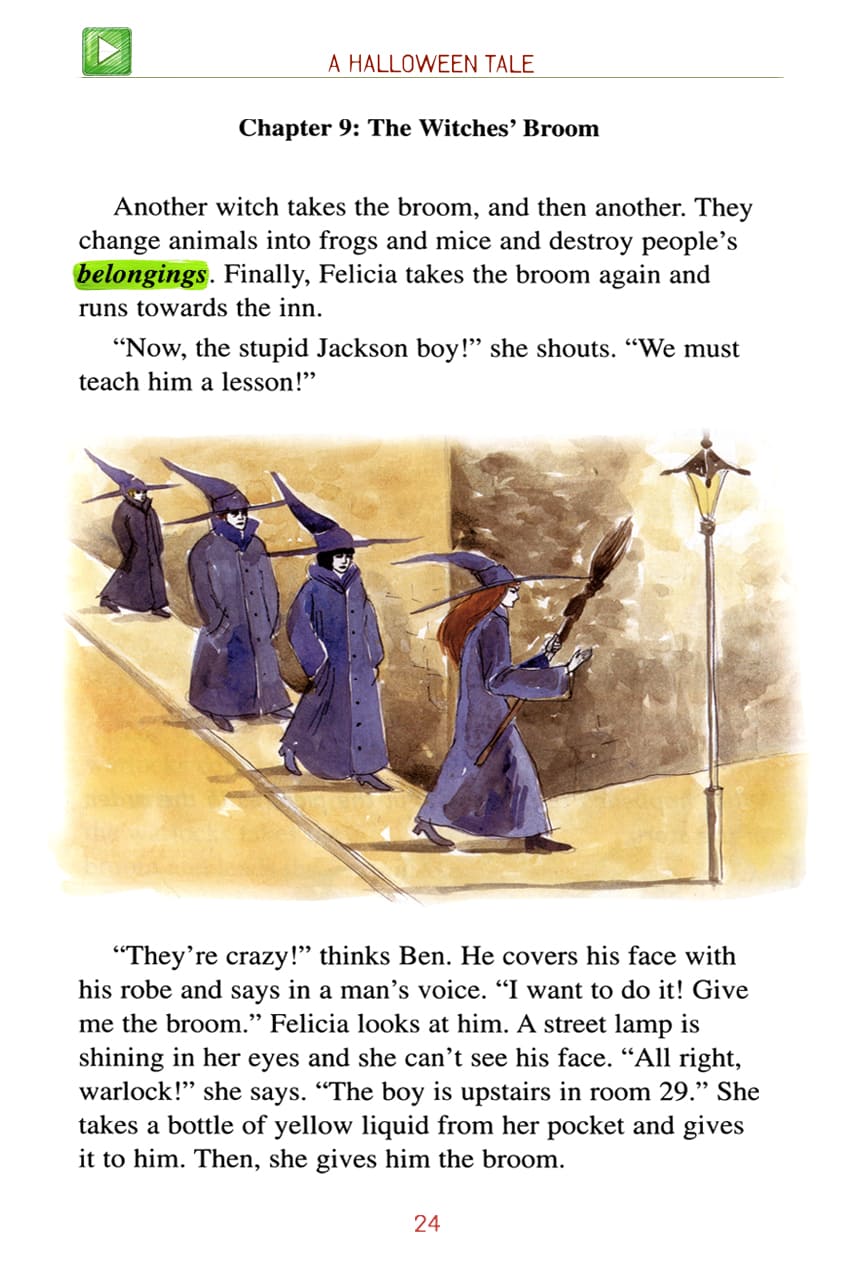 A HALLOWEEN TALE
Chapter 9: The Witches’ Broom
Another witch takes the broom, and then another. They
change animals into frogs and mice and destroy people’s
belongings. Finally, Felicia takes the broom again and
runs towards the inn.
“Now, the stupid Jackson boy!” she shouts. “We must
teach him a lesson!”
“They’re crazy!” thinks Ben. He covers his face with
his robe and says in a man’s voice. “I want to do it! Give
me the broom.” Felicia looks at him. A street lamp is
shining in her eyes and she can’t see his face. “All right,
warlock!” she says. “The boy is upstairs in room 29.” She
takes a bottle of yellow liquid from her pocket and gives
it to him. Then, she gives him the broom.
24